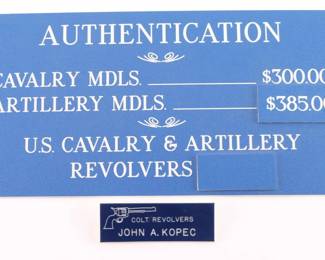 AUTHENTICATION
CAVALRY MDLS. $300.00
ARTILLERY MDLS. $385.00
U.S. CAVALRY & ARTILLERY
REVOLVERS
COLT REVOLVERS
JOHN A. KOPEC